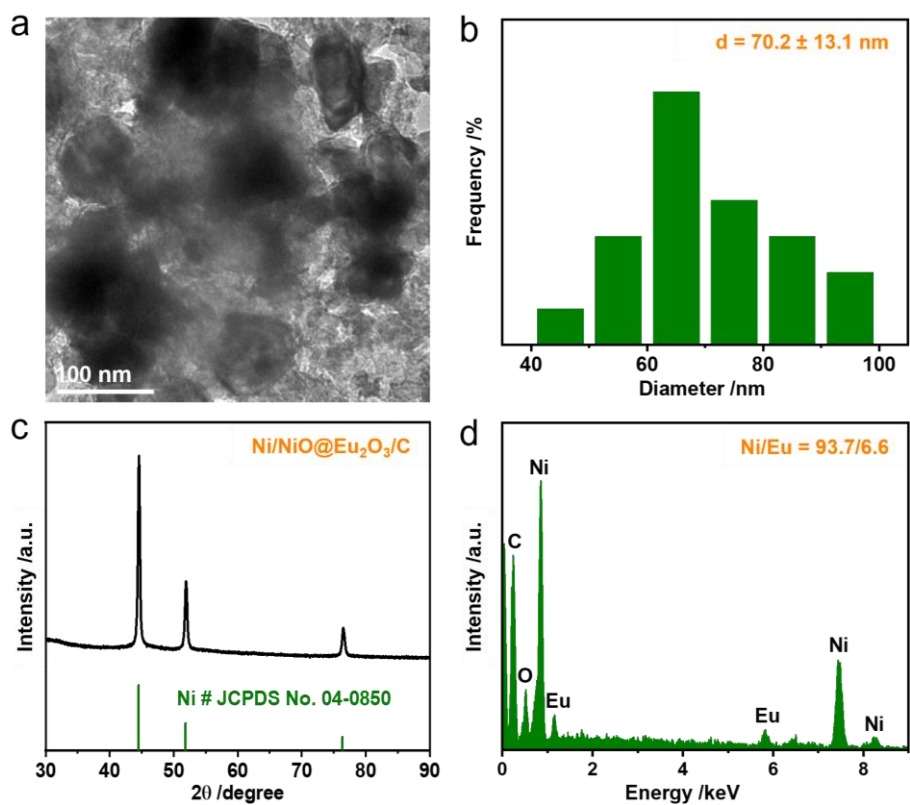 a
100 nm
b
d = 70.2 ± 13.1 nm
Frequency /%
40 60 80 100
Diameter /nm
c
Ni/NiO@Eu₂O₃/C
Intensity /a.u.
Ni # JCPDS No. 04-0850
30 40 50 60 70 80 90
2θ /degree
d
Ni/Eu = 93.7/6.6
Intensity /a.u.
Ni
C
O
Eu
Eu
Ni
Ni
0 2 4 6 8
Energy /keV